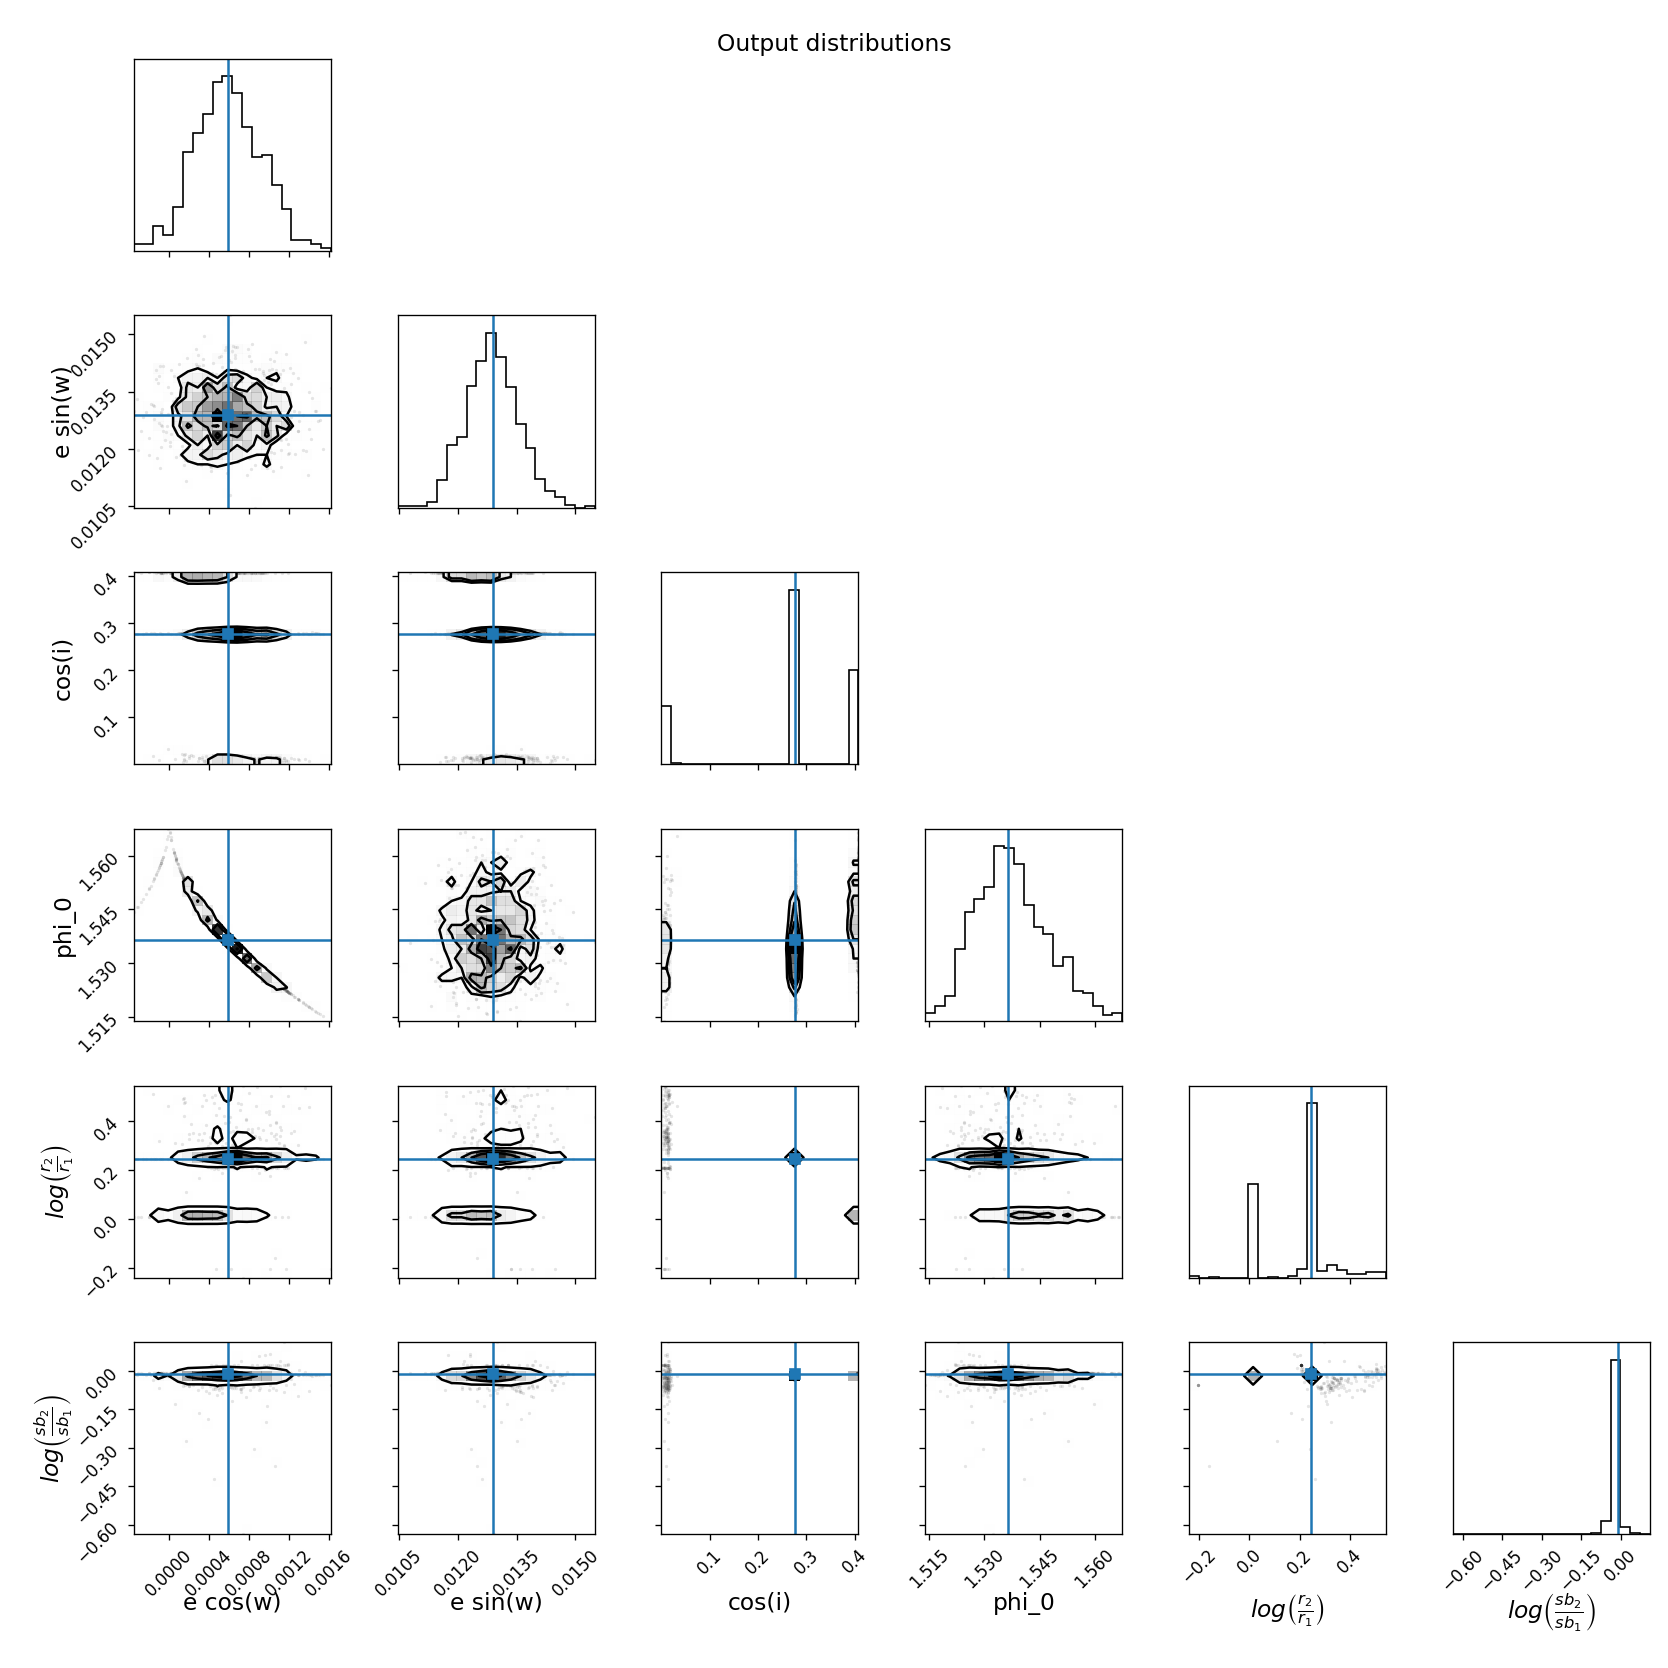 Output distributions
0.0150
0.0135
0.0120
0.0105
e sin(w)
0.4
0.3
0.2
0.1
cos(i)
1.560
1.545
1.530
1.515
phi_0
0.4
0.2
0.0
−0.2
log(r₂/r₁)
0.00
−0.15
−0.30
−0.45
−0.60
log(sb₂/sb₁)
0.0000 0.0004 0.0008 0.0012 0.0016 0.0105 0.0120 0.0135 0.0150 0.1 0.2 0.3 0.4 1.515 1.530 1.545 1.560 −0.2 0.0 0.2 0.4 −0.60 −0.45 −0.30 −0.15 0.00
e cos(w) e sin(w) cos(i) phi_0 log(r₂/r₁) log(sb₂/sb₁)